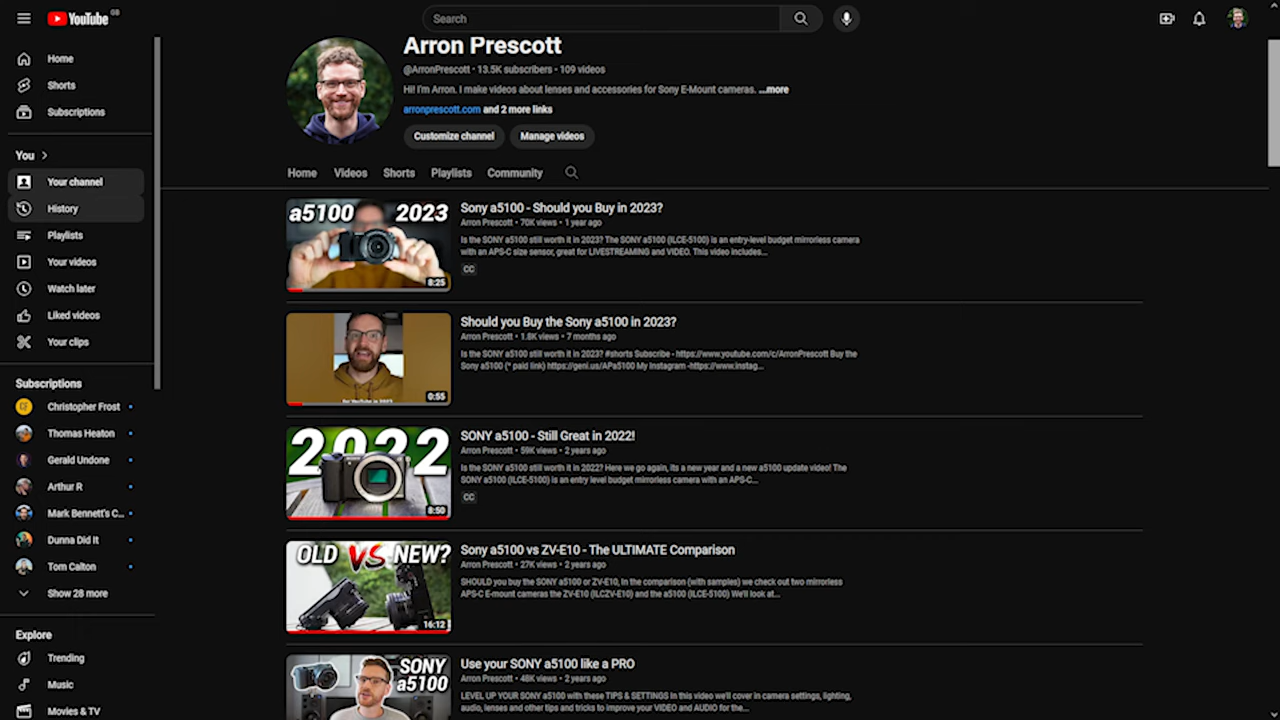 YouTube GB
Search
Home
Shorts
Subscriptions
You
Your channel
History
Playlists
Your videos
Watch later
Liked videos
Your clips
Subscriptions
Christopher Frost
Thomas Heaton
Gerald Undone
Arthur R
Mark Bennett's C...
Dunna Did It
Tom Calton
Show 28 more
Explore
Trending
Music
Movies & TV
Arron Prescott
@ArronPrescott • 13.5K subscribers • 109 videos
Hi! I'm Arron. I make videos about lenses and accessories for Sony E-Mount cameras. ...more
arronprescott.com and 2 more links
Customize channel Manage videos
Home Videos Shorts Playlists Community
a5100 2023
8:25
Sony a5100 - Should you Buy in 2023?
Arron Prescott • 70K views • 1 year ago
Is the SONY a5100 still worth it in 2023? The SONY a5100 (ILCE-5100) is an entry-level budget mirrorless camera
with an APS-C size sensor, great for LIVESTREAMING and VIDEO. This video includes...
CC
for YouTube in 2023
0:55
Should you Buy the Sony a5100 in 2023?
Arron Prescott • 1.8K views • 7 months ago
Is the SONY a5100 still worth it in 2023? #shorts Subscribe - https://www.youtube.com/c/ArronPrescott Buy the
Sony a5100 (* paid link) https://geni.us/APa5100 My Instagram -https://www.instag...
2022
8:50
SONY a5100 - Still Great in 2022!
Arron Prescott • 59K views • 2 years ago
Is the SONY a5100 still worth it in 2022? Here we go again, its a new year and a new a5100 update video! The
SONY a5100 (ILCE-5100) is an entry level budget mirrorless camera with an APS-C...
CC
OLD VS NEW?
16:12
Sony a5100 vs ZV-E10 - The ULTIMATE Comparison
Arron Prescott • 27K views • 2 years ago
SHOULD you buy the SONY a5100 or ZV-E10, In the comparison (with samples) we check out two mirrorless
APS-C E-mount cameras the ZV-E10 (ILCZV-E10) and the a5100 (ILCE-5100) We'll look at...
SONY
a5100
Use your SONY a5100 like a PRO
Arron Prescott • 48K views • 2 years ago
LEVEL UP YOUR SONY a5100 with these TIPS & SETTINGS In this video we'll cover in camera settings, lighting,
audio, lenses and other tips and tricks to improve your VIDEO and AUDIO for the...